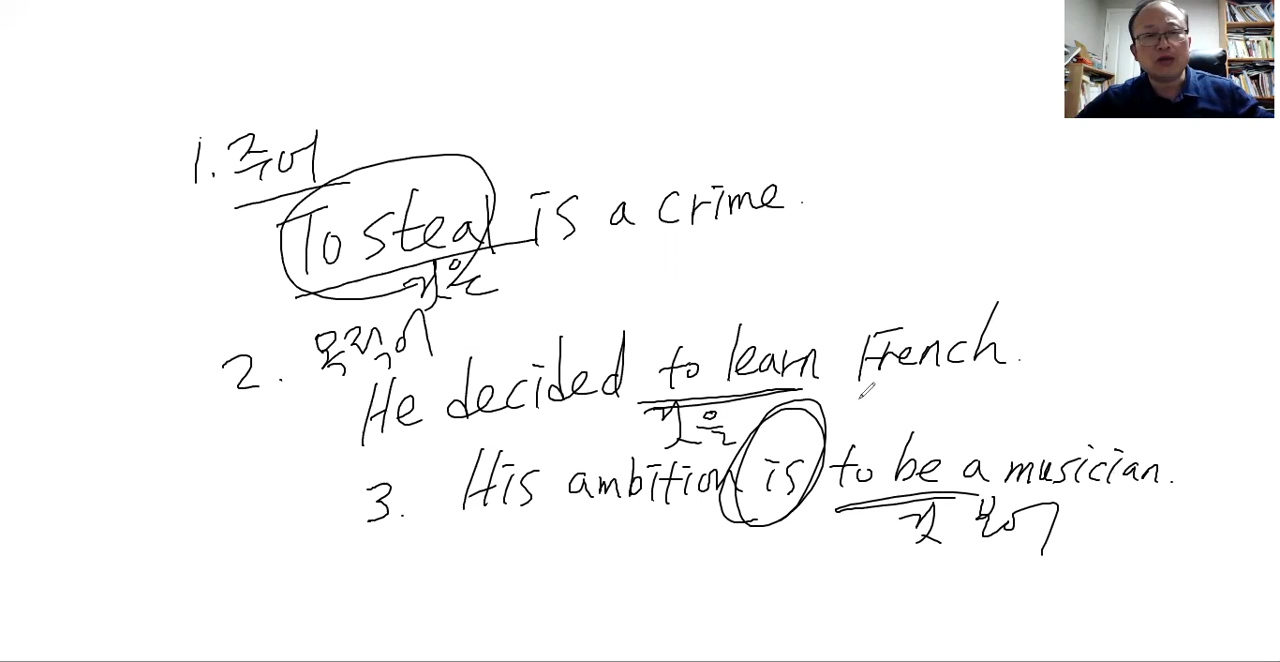 1. 주어
To steal is a crime.
것은
2. 목적어
He decided to learn French.
것을
3. His ambition is to be a musician.
것 보어